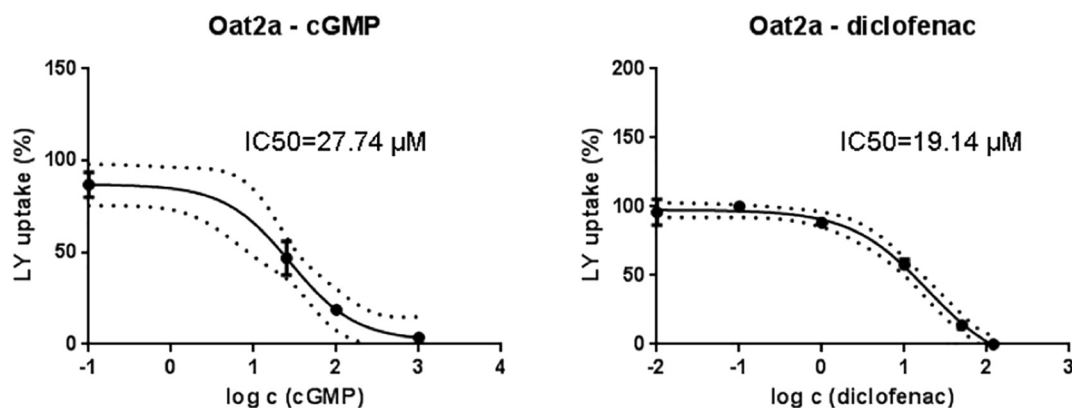 Oat2a - cGMP
150
100
50
0
LY uptake (%)
IC50=27.74 µM
-1 0 1 2 3 4
log c (cGMP)
Oat2a - diclofenac
200
150
100
50
0
LY uptake (%)
IC50=19.14 µM
-2 -1 0 1 2 3
log c (diclofenac)